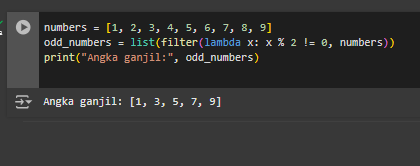 numbers = [1, 2, 3, 4, 5, 6, 7, 8, 9]
odd_numbers = list(filter(lambda x: x % 2 != 0, numbers))
print("Angka ganjil:", odd_numbers)
Angka ganjil: [1, 3, 5, 7, 9]